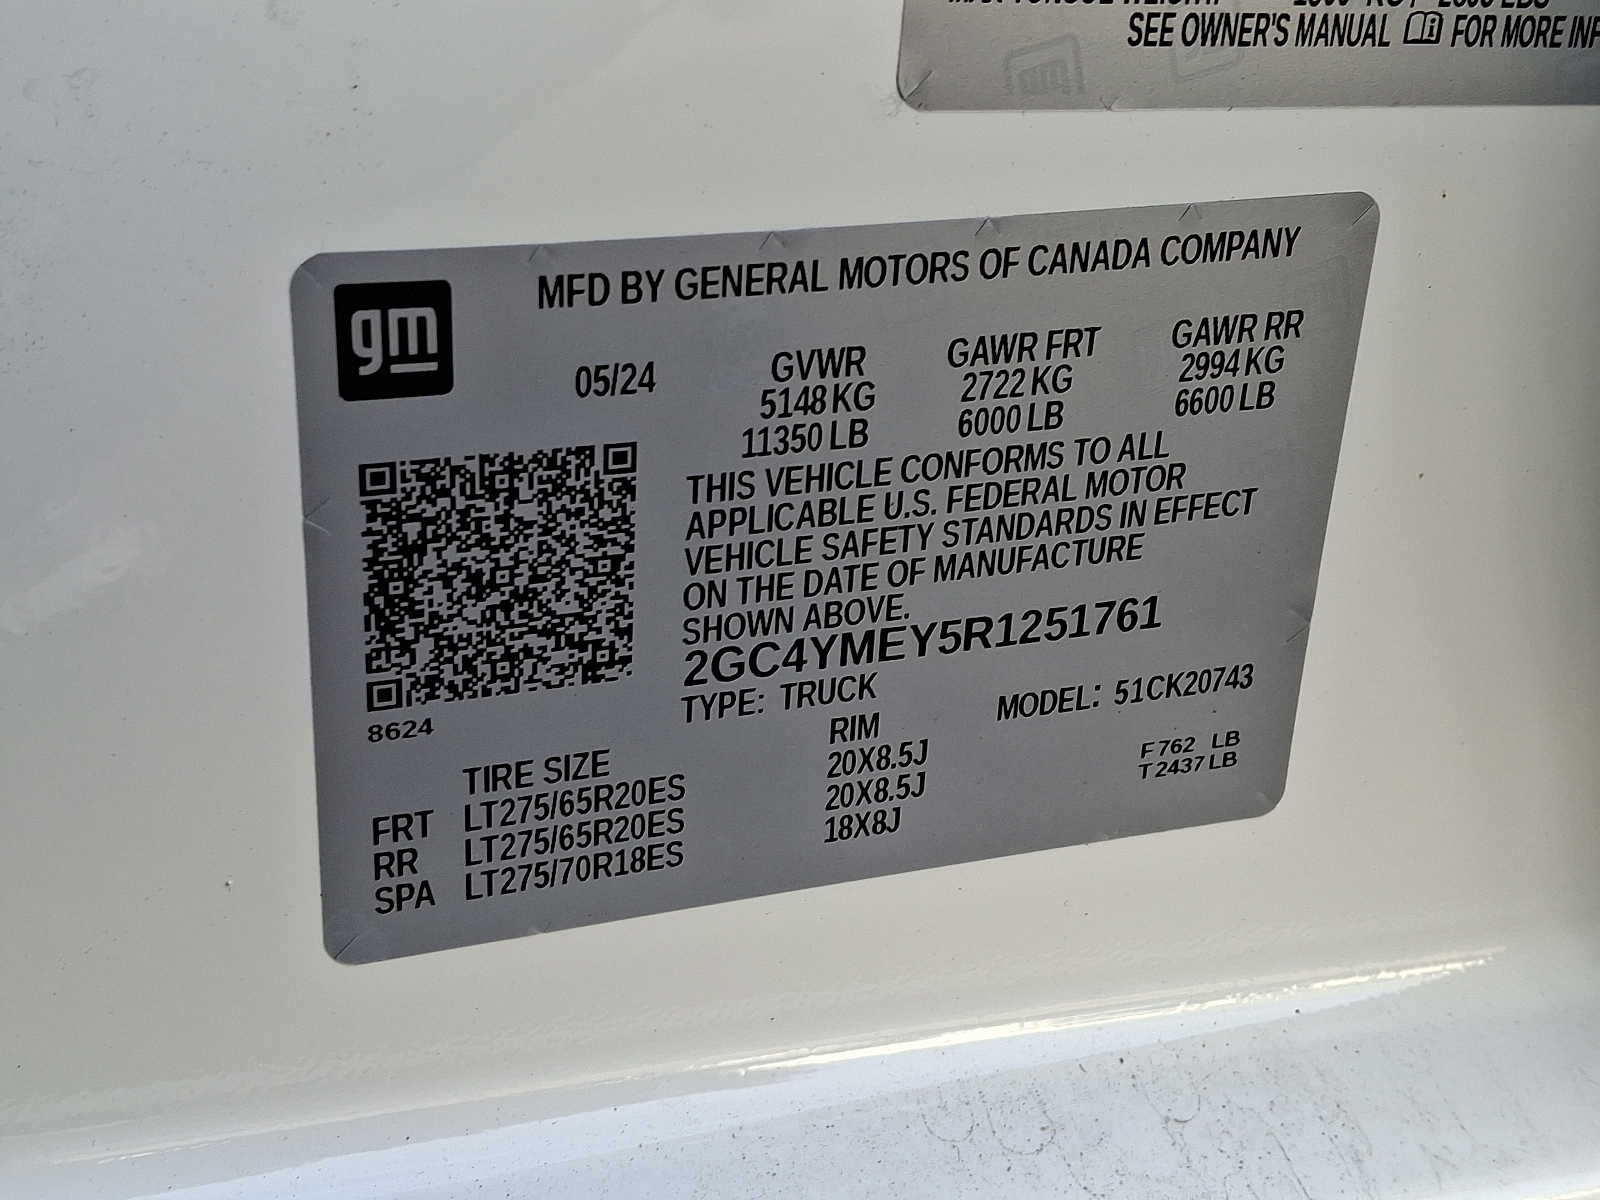 SEE OWNER'S MANUAL FOR MORE
gm
MFD BY GENERAL MOTORS OF CANADA COMPANY
05/24
GVWR
5148 KG
11350 LB
GAWR FRT
2722 KG
6000 LB
GAWR RR
2994 KG
6600 LB
THIS VEHICLE CONFORMS TO ALL
APPLICABLE U.S. FEDERAL MOTOR
VEHICLE SAFETY STANDARDS IN EFFECT
ON THE DATE OF MANUFACTURE
SHOWN ABOVE.
2GC4YMEY5R1251761
TYPE: TRUCK
MODEL: 51CK20743
8624
TIRE SIZE RIM
FRT LT275/65R20ES 20X8.5J
RR LT275/65R20ES 20X8.5J
SPA LT275/70R18ES 18X8J
F 762 LB
T 2437 LB